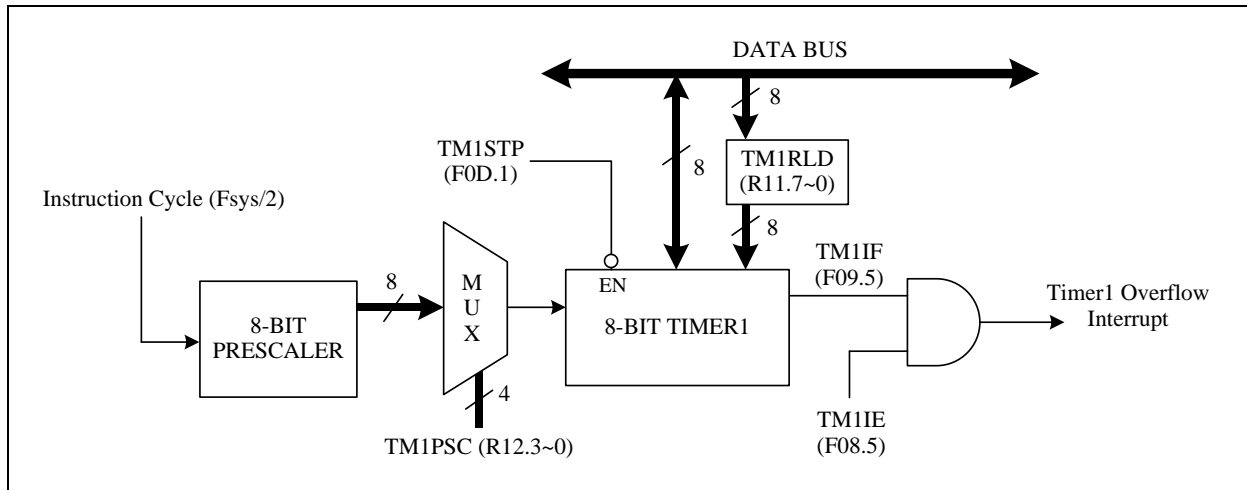 DATA BUS
8
TM1STP
(F0D.1)
8
TM1RLD
(R11.7~0)
Instruction Cycle (Fsys/2)
8
TM1IF
(F09.5)
8
M
U
X
EN
8-BIT
PRESCALER
8-BIT TIMER1
Timer1 Overflow
Interrupt
4
TM1PSC (R12.3~0)
TM1IE
(F08.5)